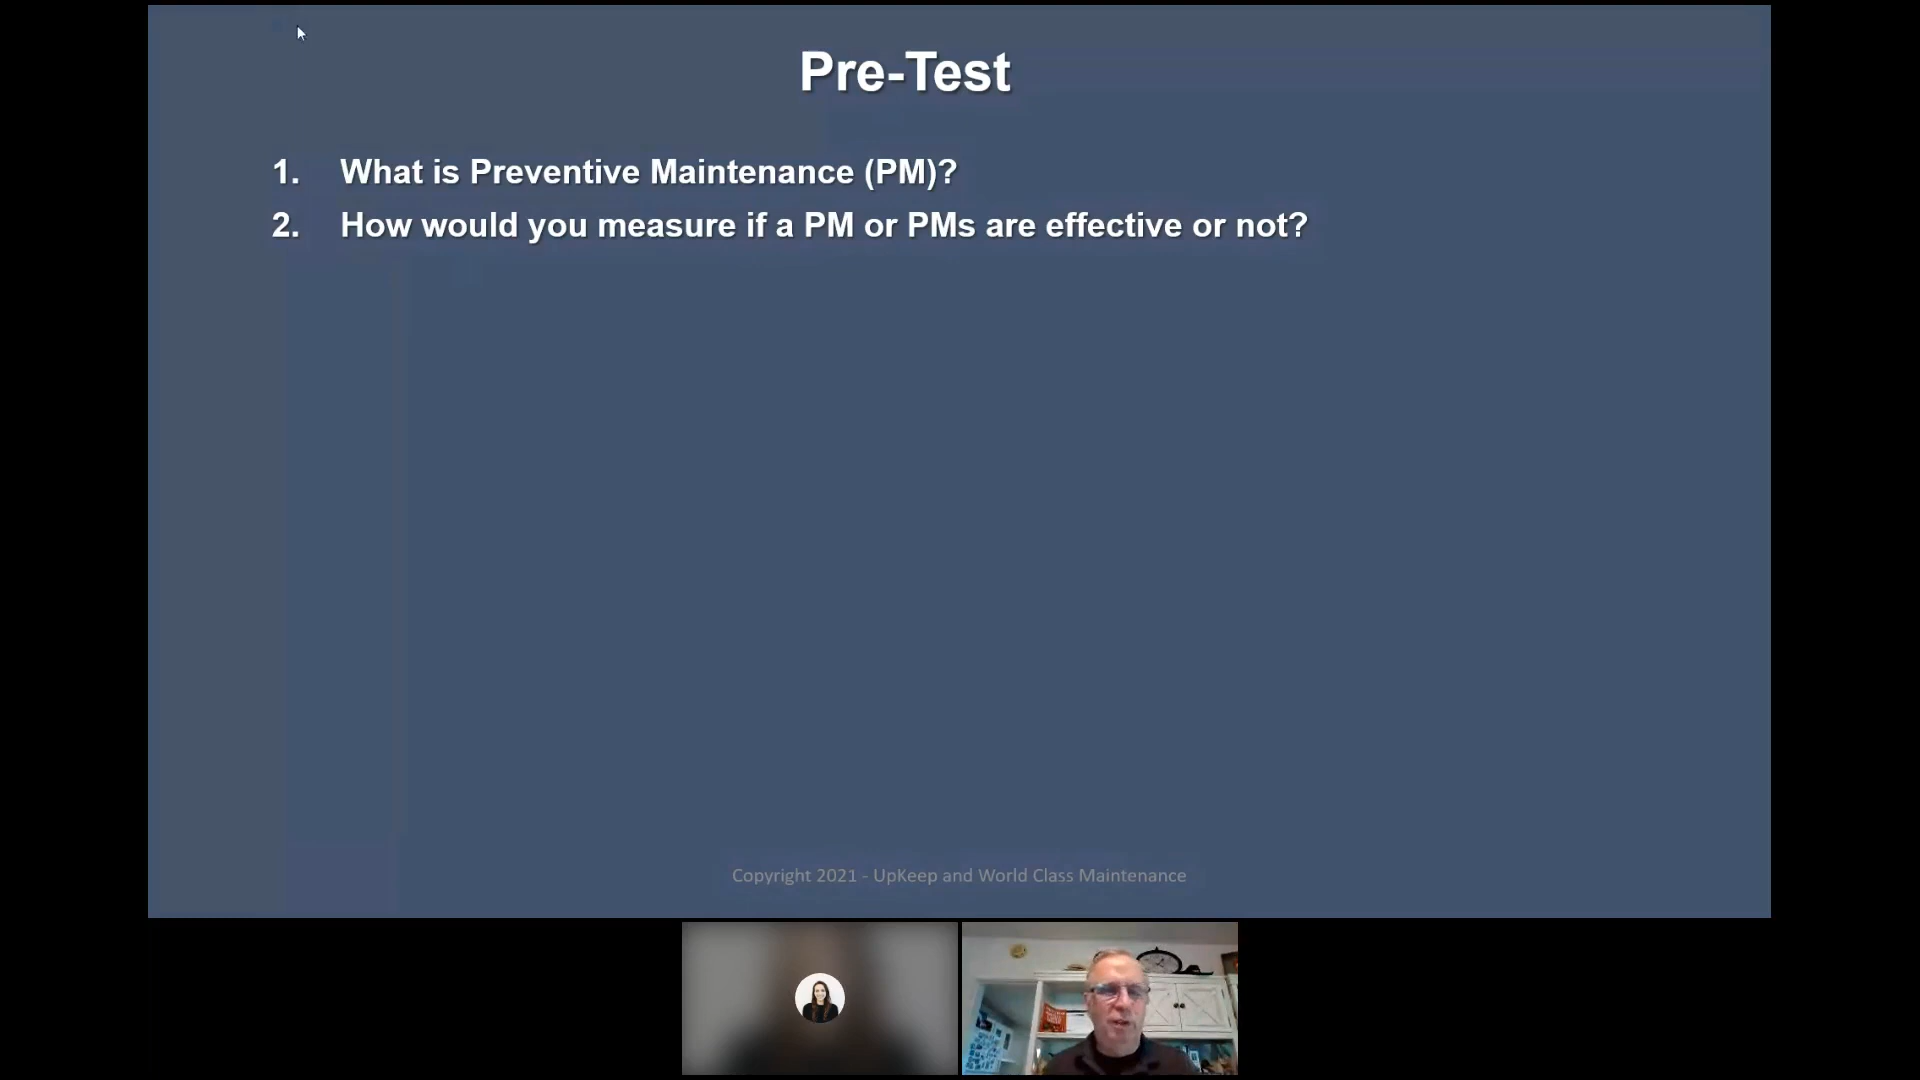 Pre-Test
1. What is Preventive Maintenance (PM)?
2. How would you measure if a PM or PMs are effective or not?
Copyright 2021 - UpKeep and World Class Maintenance